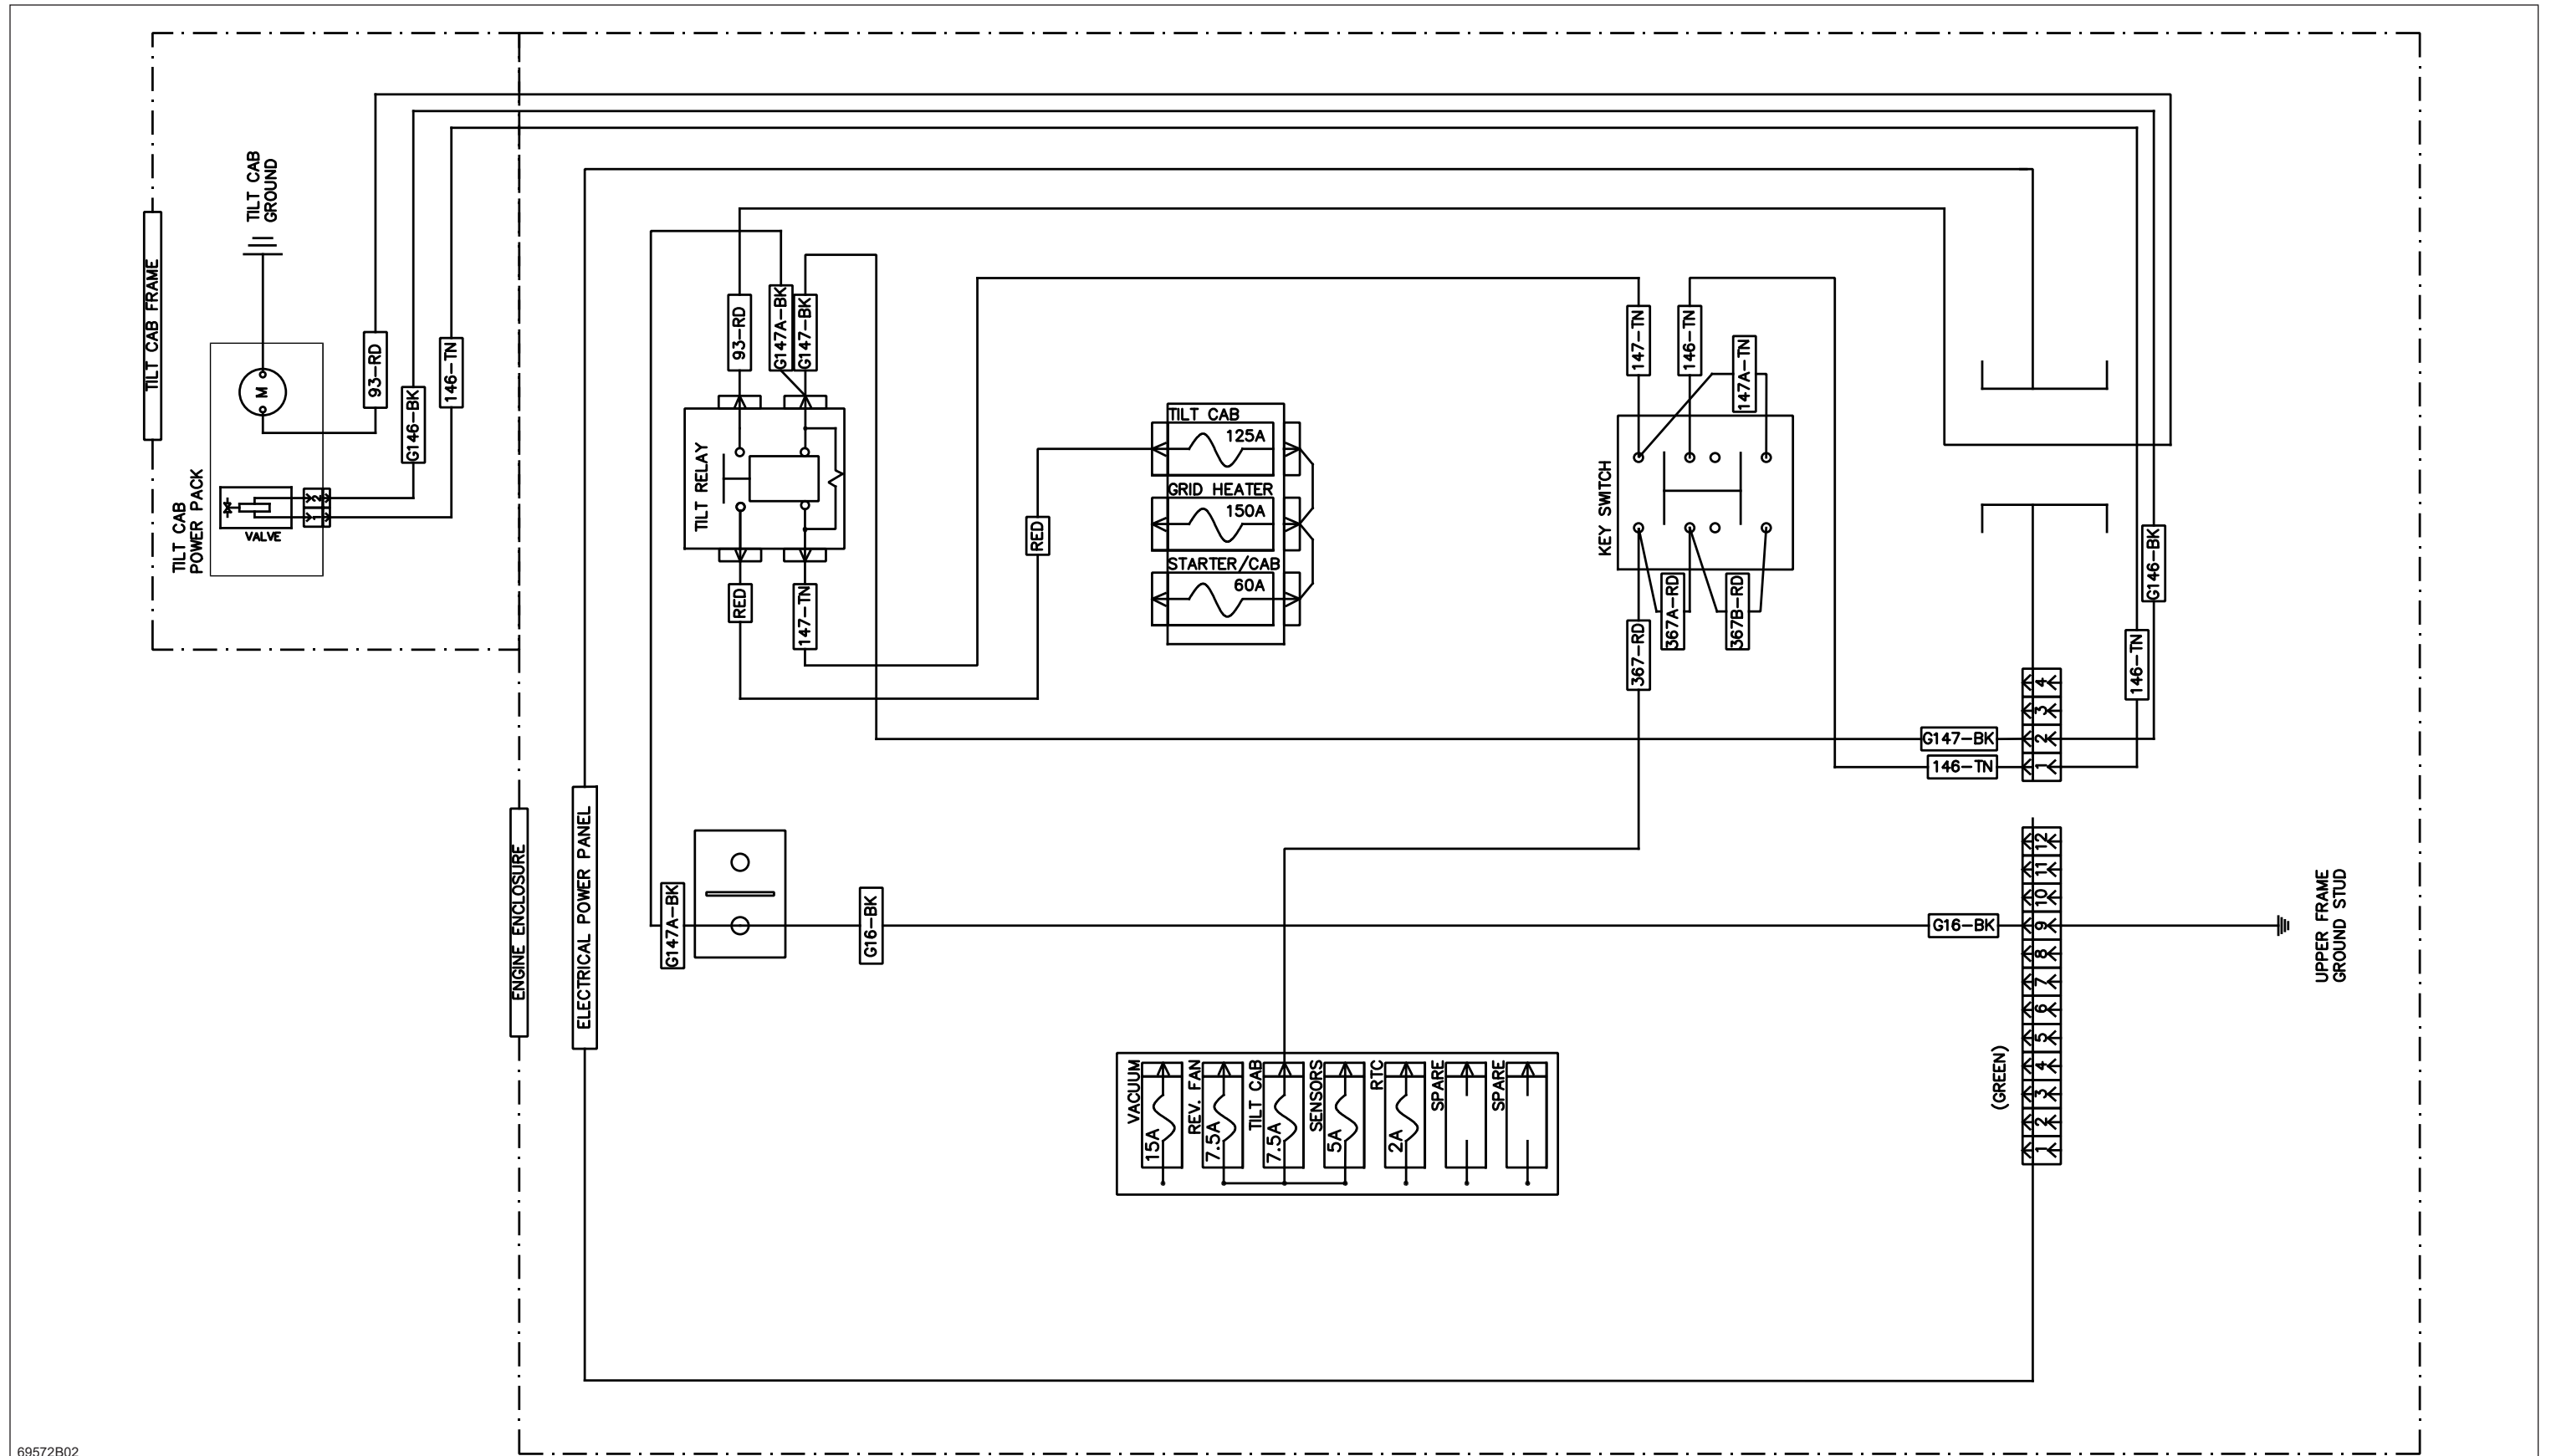 TILT CAB FRAME
TILT CAB
GROUND
M
TILT CAB
POWER PACK
VALVE
1
2
93-RD
G146-BK
146-TN
ENGINE ENCLOSURE
ELECTRICAL POWER PANEL
TILT RELAY
93-RD
G147A-BK
G147-BK
RED
147-TN
RED
TILT CAB
125A
GRID HEATER
150A
STARTER/CAB
60A
KEY SWITCH
147-TN
146-TN
147A-TN
367-RD
367A-RD
367B-RD
G147-BK
146-TN
4
3
2
1
146-TN
G146-BK
G147A-BK
G16-BK
G16-BK
12
11
10
9
8
7
6
5
4
3
2
1
(GREEN)
UPPER FRAME
GROUND STUD
VACUUM
15A
REV. FAN
7.5A
TILT CAB
7.5A
SENSORS
5A
RTC
2A
SPARE
SPARE
69572B02